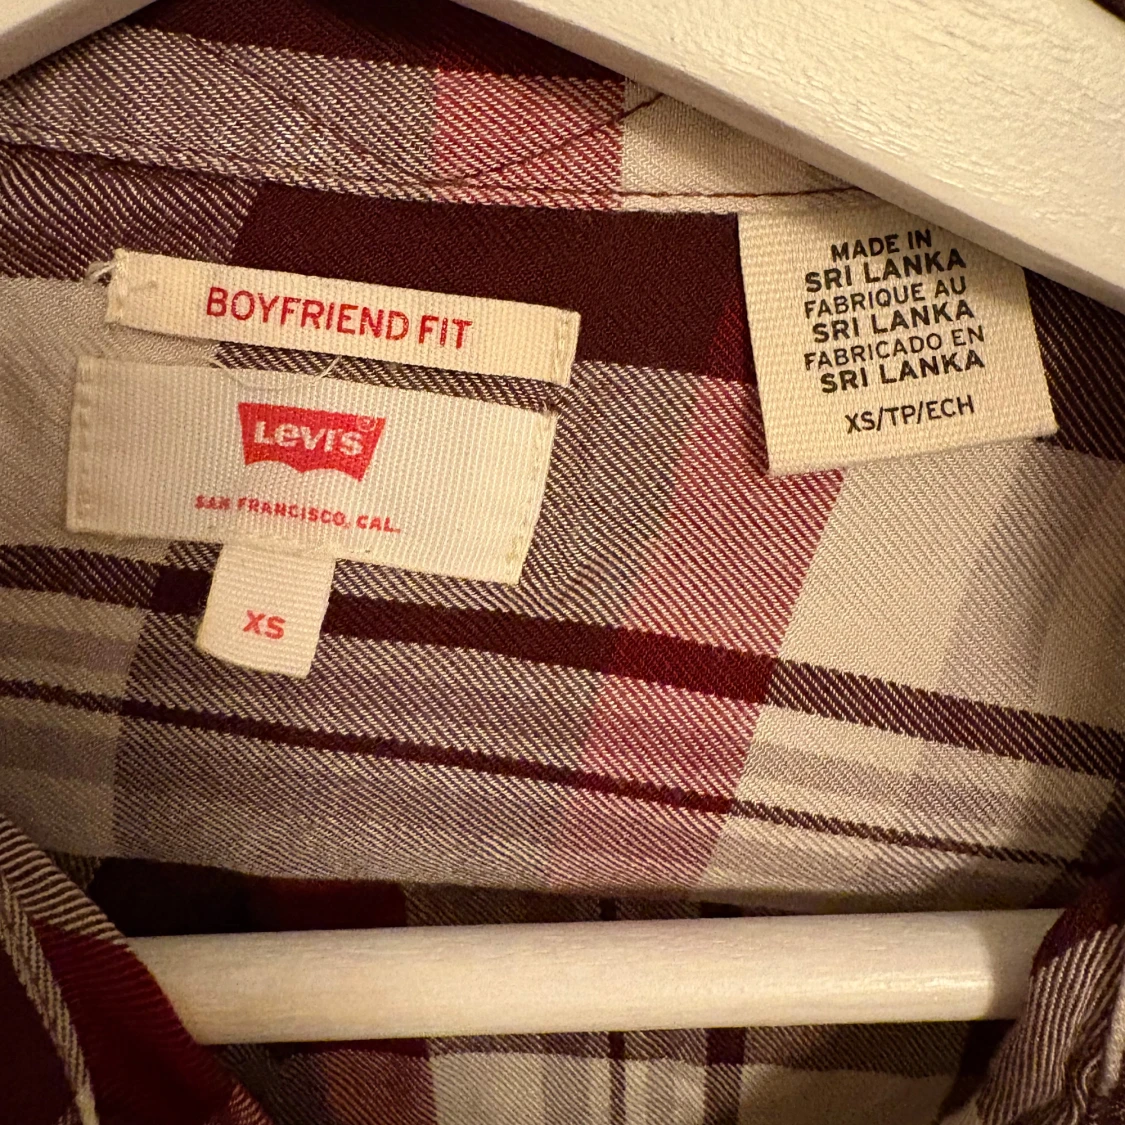 BOYFRIEND FIT
Levi's®
SAN FRANCISCO, CAL.
XS
MADE IN
SRI LANKA
FABRIQUE AU
SRI LANKA
FABRICADO EN
SRI LANKA
XS/TP/ECH